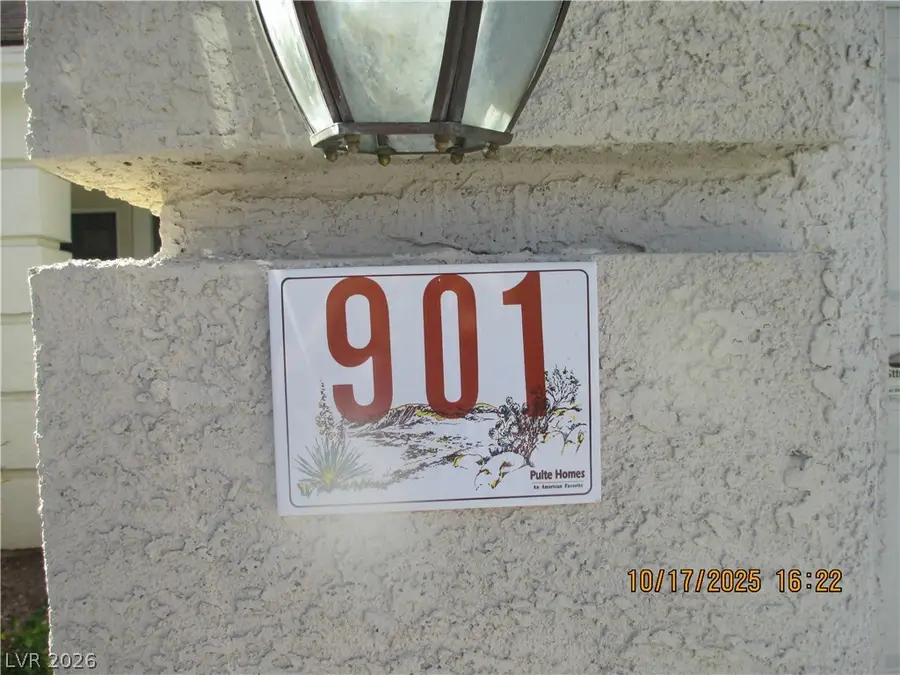 901
Pulte Homes
An American Favorite
10/17/2025 16:22
LVR 2026